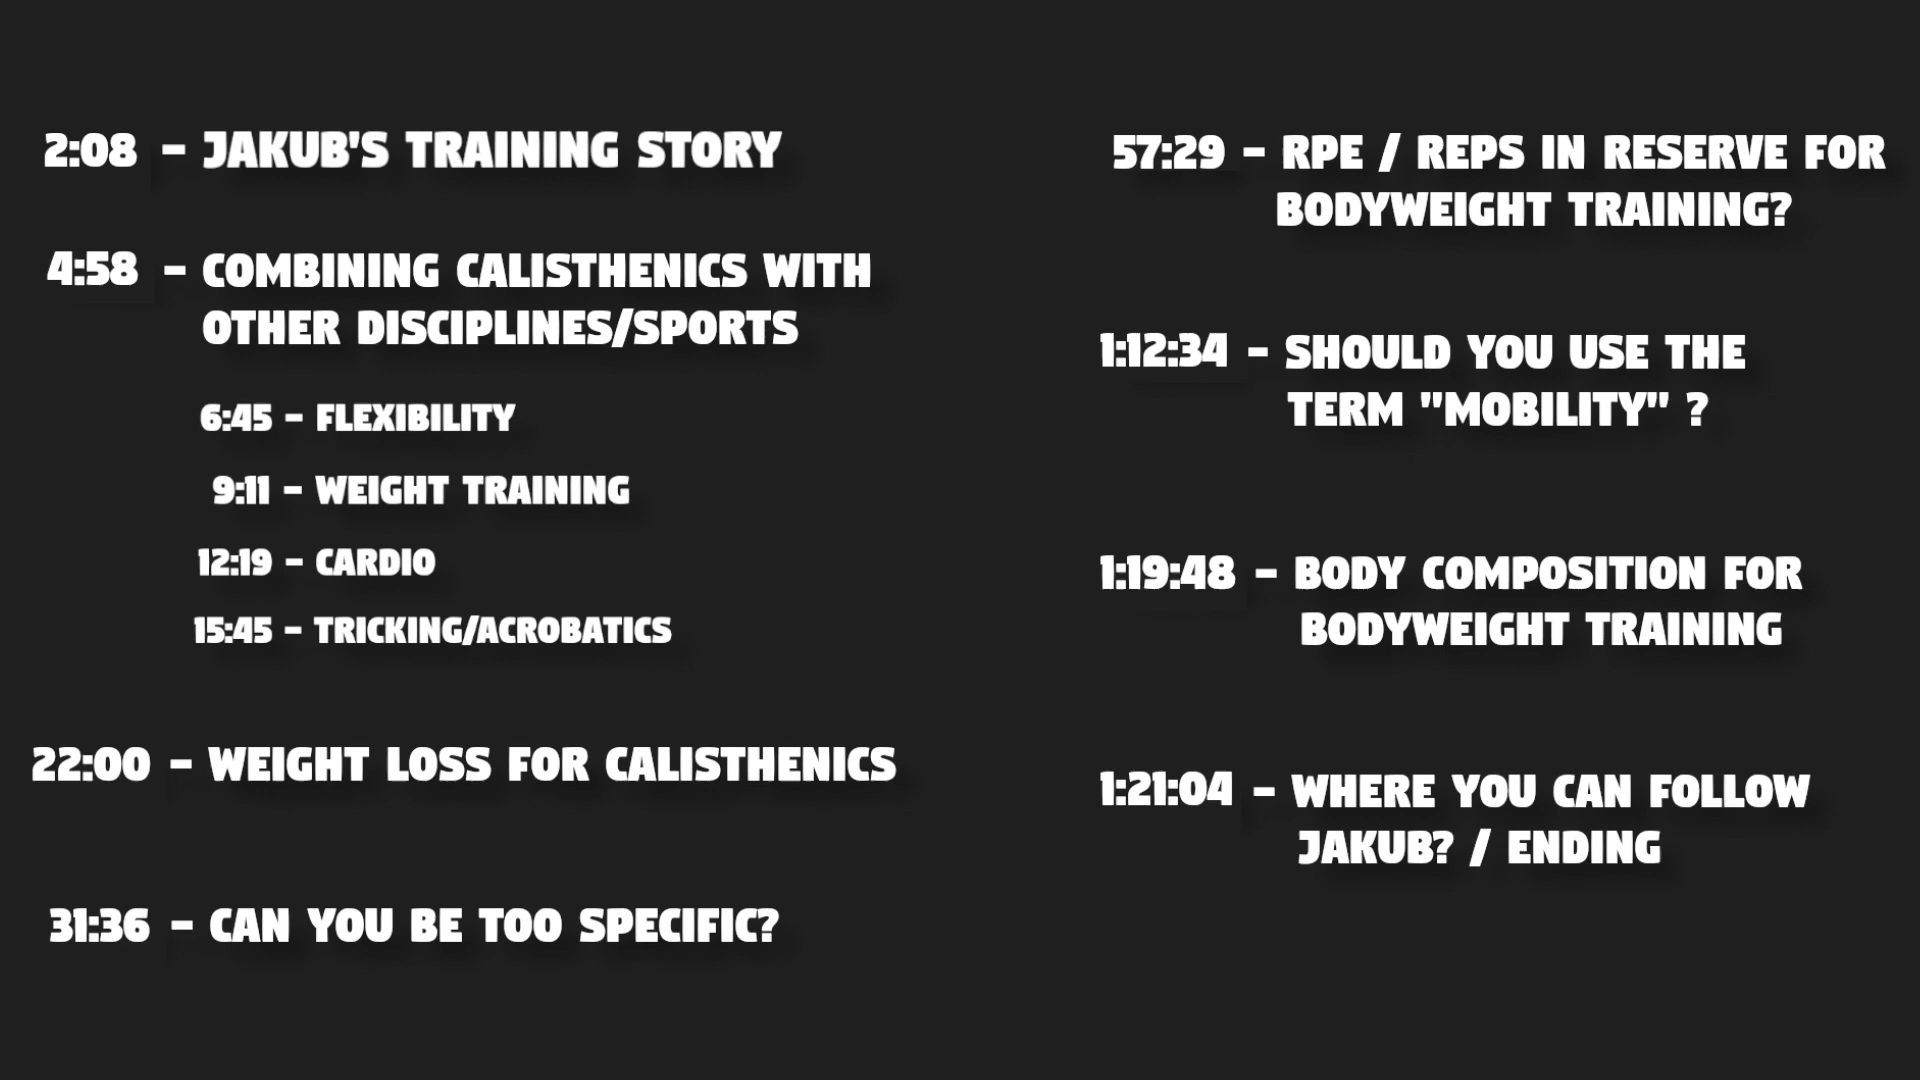 2:08 - JAKUB'S TRAINING STORY
4:58 - COMBINING CALISTHENICS WITH
OTHER DISCIPLINES/SPORTS
6:45 - FLEXIBILITY
9:11 - WEIGHT TRAINING
12:19 - CARDIO
15:45 - TRICKING/ACROBATICS
22:00 - WEIGHT LOSS FOR CALISTHENICS
31:36 - CAN YOU BE TOO SPECIFIC?
57:29 - RPE / REPS IN RESERVE FOR
BODYWEIGHT TRAINING?
1:12:34 - SHOULD YOU USE THE
TERM "MOBILITY" ?
1:19:48 - BODY COMPOSITION FOR
BODYWEIGHT TRAINING
1:21:04 - WHERE YOU CAN FOLLOW
JAKUB? / ENDING